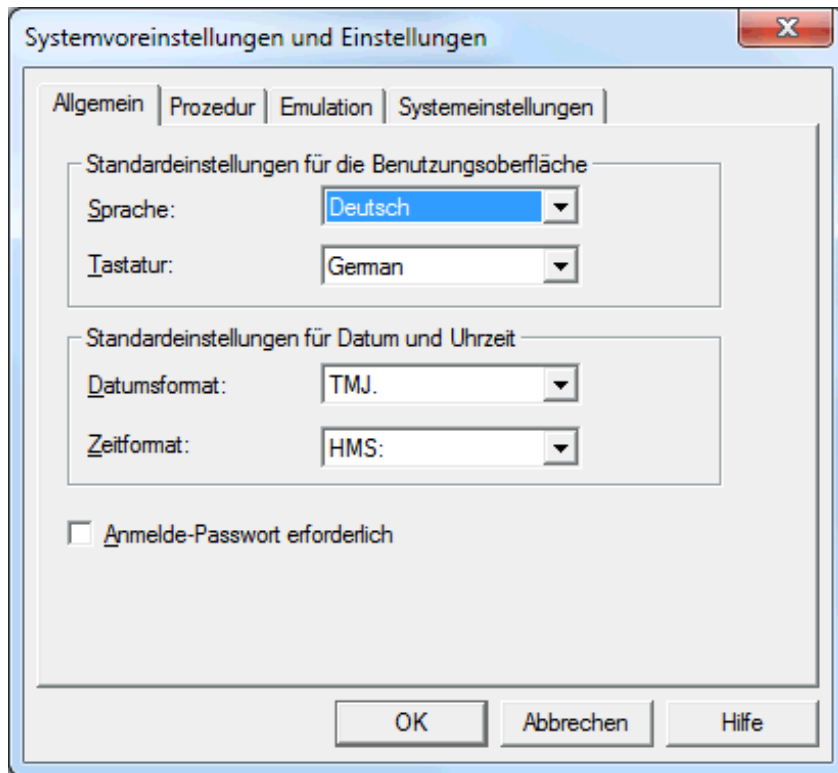 Systemvoreinstellungen und Einstellungen
Allgemein Prozedur Emulation Systemeinstellungen
Standardeinstellungen für die Benutzungsoberfläche
Sprache: Deutsch
Tastatur: German
Standardeinstellungen für Datum und Uhrzeit
Datumsformat: TMJ.
Zeitformat: HMS:
Anmelde-Passwort erforderlich
OK Abbrechen Hilfe